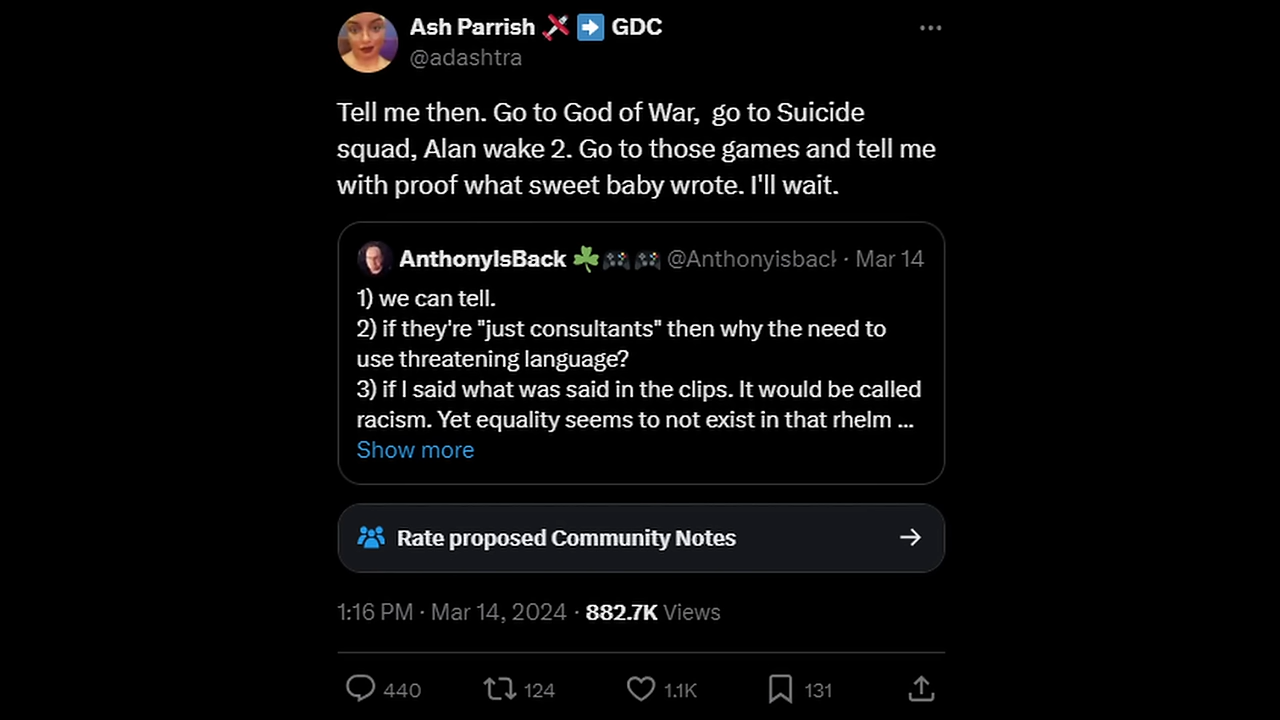 Ash Parrish GDC
@adashtra
Tell me then. Go to God of War, go to Suicide
squad, Alan wake 2. Go to those games and tell me
with proof what sweet baby wrote. I'll wait.
AnthonyIsBack @Anthonyisback · Mar 14
1) we can tell.
2) if they're "just consultants" then why the need to
use threatening language?
3) if I said what was said in the clips. It would be called
racism. Yet equality seems to not exist in that rhelm ...
Show more
Rate proposed Community Notes
1:16 PM · Mar 14, 2024 · 882.7K Views
440 124 1.1K 131